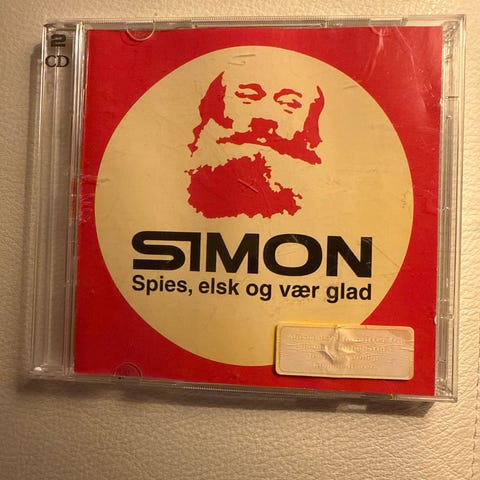 2
CD
SIMON
Spies, elsk og vær glad